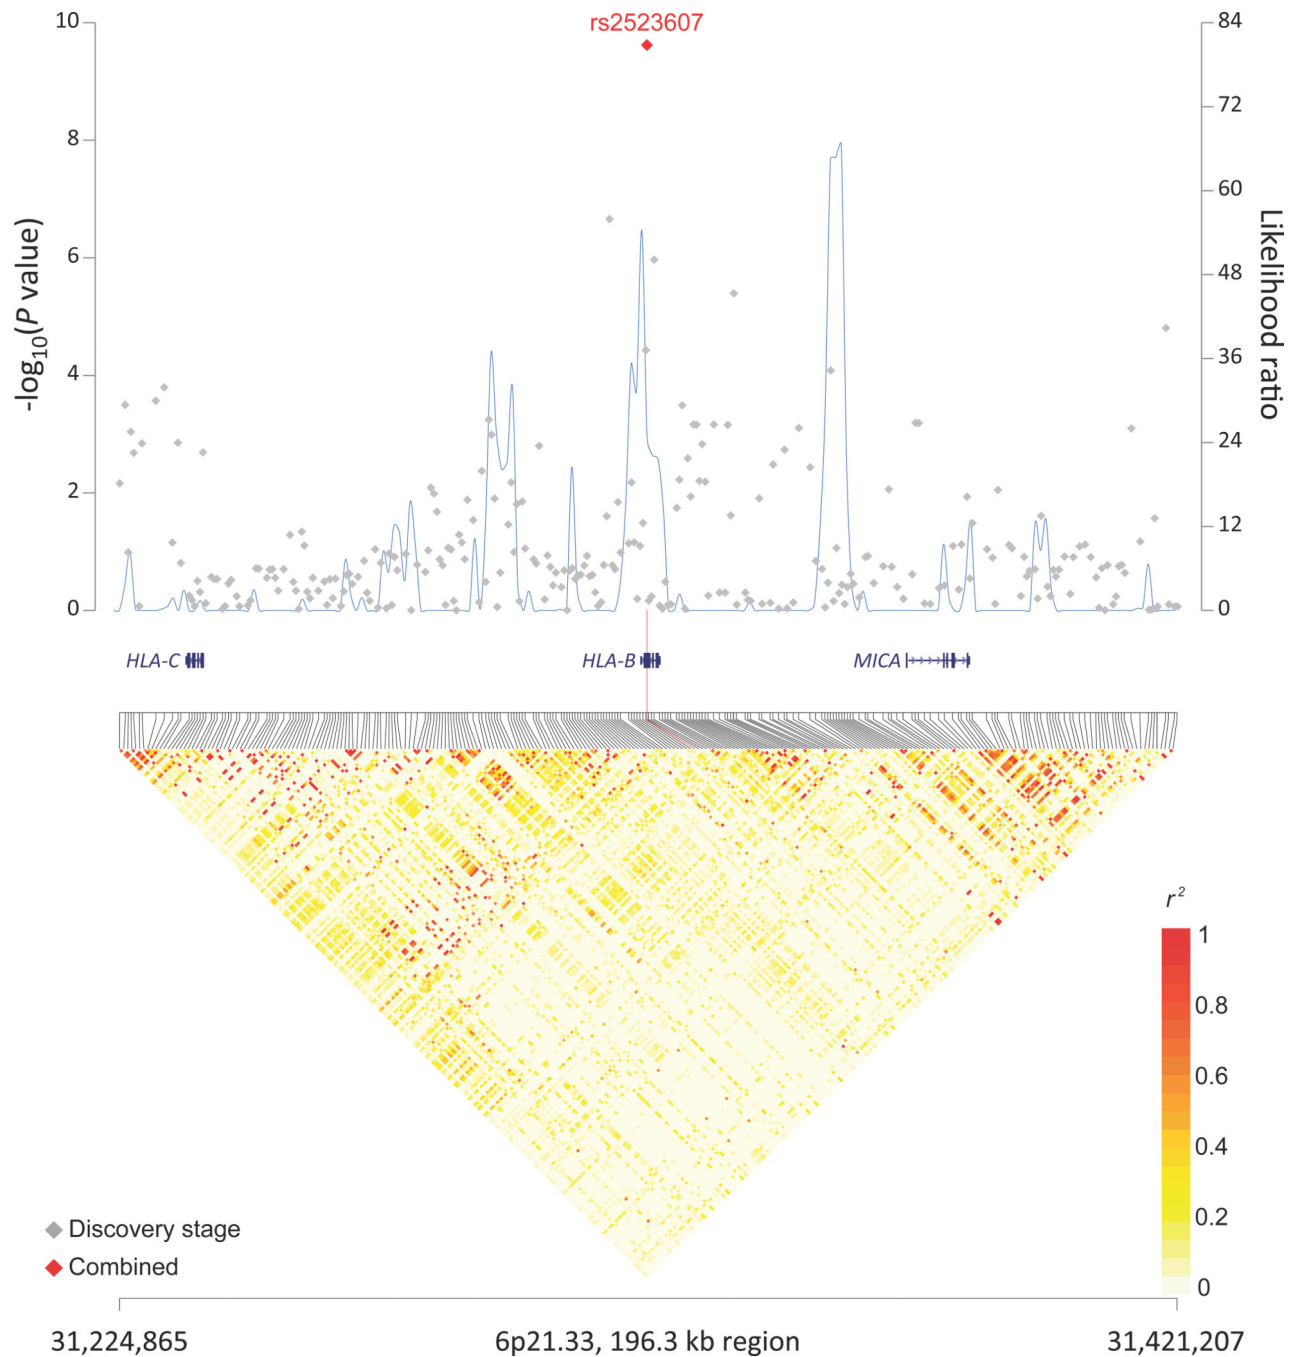 rs2523607
10
8
6
4
2
0
-log10(P value)
84
72
60
48
36
24
12
0
Likelihood ratio
HLA-C
HLA-B
MICA
r²
1
0.8
0.6
0.4
0.2
0
Discovery stage
Combined
31,224,865
6p21.33, 196.3 kb region
31,421,207